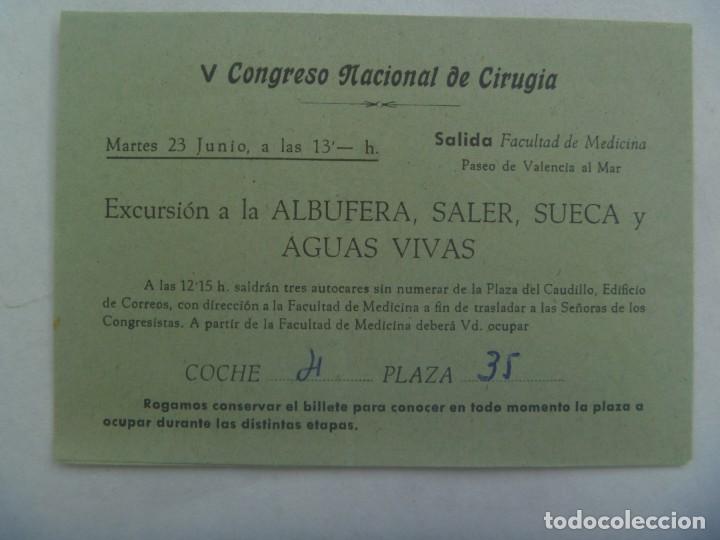 V Congreso Nacional de Cirugia
Martes 23 Junio, a las 13'— h.
Salida Facultad de Medicina
Paseo de Valencia al Mar
Excursión a la ALBUFERA, SALER, SUECA y
AGUAS VIVAS
A las 12'15 h. saldrán tres autocares sin numerar de la Plaza del Caudillo, Edificio
de Correos, con dirección a la Facultad de Medicina a fin de trasladar a las Señoras de los
Congresistas. A partir de la Facultad de Medicina deberá Vd. ocupar
COCHE PLAZA 35
Rogamos conservar el billete para conocer en todo momento la plaza a
ocupar durante las distintas etapas.
todocoleccion
todocoleccion.net